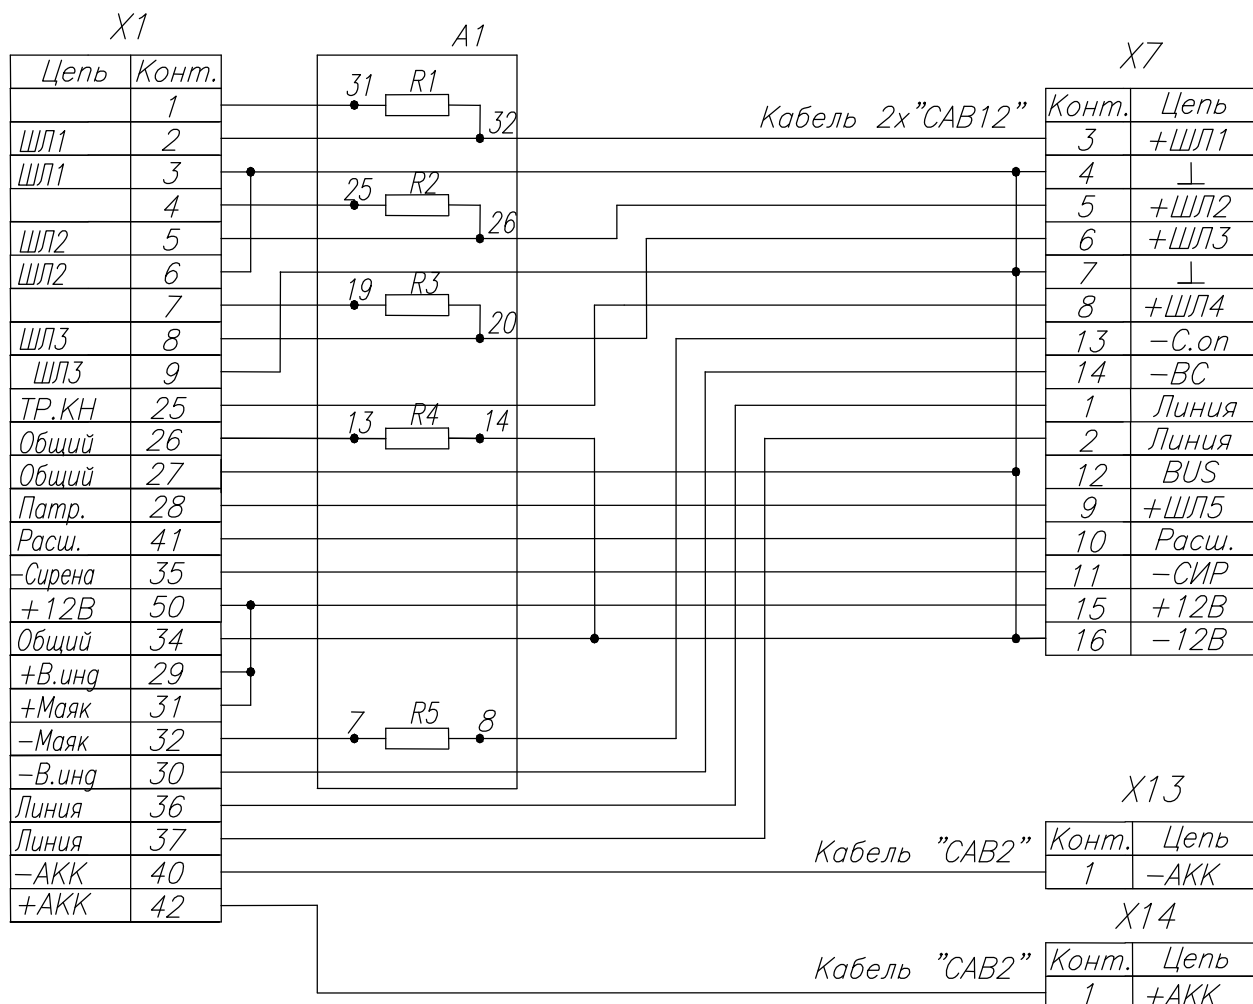 X1
Цепь Конт.
1
ШЛ1 2
ШЛ1 3
4
ШЛ2 5
ШЛ2 6
7
ШЛ3 8
ШЛ3 9
ТР.КН 25
Общий 26
Общий 27
Патр. 28
Расш. 41
-Сирена 35
+12В 50
Общий 34
+В.инд 29
+Маяк 31
-Маяк 32
-В.инд 30
Линия 36
Линия 37
-АКК 40
+АКК 42
A1
31 R1
32
25 R2
26
19 R3
20
13 R4 14
7 R5 8
Кабель 2х"САВ12"
X7
Конт. Цепь
3 +ШЛ1
4 ⊥
5 +ШЛ2
6 +ШЛ3
7 ⊥
8 +ШЛ4
13 -С.оп
14 -ВС
1 Линия
2 Линия
12 BUS
9 +ШЛ5
10 Расш.
11 -СИР
15 +12В
16 -12В
X13
Кабель "САВ2"
Конт. Цепь
1 -АКК
X14
Кабель "САВ2"
Конт. Цепь
1 +АКК